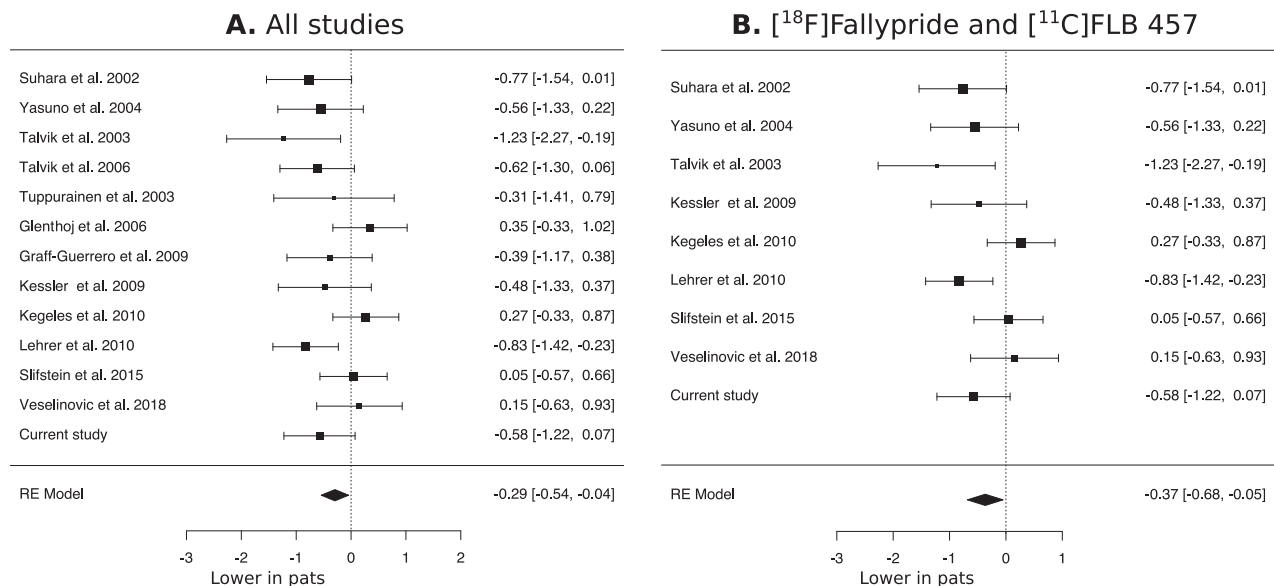 A. All studies
Suhara et al. 2002 -0.77 [-1.54, 0.01]
Yasuno et al. 2004 -0.56 [-1.33, 0.22]
Talvik et al. 2003 -1.23 [-2.27, -0.19]
Talvik et al. 2006 -0.62 [-1.30, 0.06]
Tuppurainen et al. 2003 -0.31 [-1.41, 0.79]
Glenthoj et al. 2006 0.35 [-0.33, 1.02]
Graff-Guerrero et al. 2009 -0.39 [-1.17, 0.38]
Kessler et al. 2009 -0.48 [-1.33, 0.37]
Kegeles et al. 2010 0.27 [-0.33, 0.87]
Lehrer et al. 2010 -0.83 [-1.42, -0.23]
Slifstein et al. 2015 0.05 [-0.57, 0.66]
Veselinovic et al. 2018 0.15 [-0.63, 0.93]
Current study -0.58 [-1.22, 0.07]
RE Model -0.29 [-0.54, -0.04]
-3 -2 -1 0 1 2
Lower in pats
B. [¹⁸F]Fallypride and [¹¹C]FLB 457
Suhara et al. 2002 -0.77 [-1.54, 0.01]
Yasuno et al. 2004 -0.56 [-1.33, 0.22]
Talvik et al. 2003 -1.23 [-2.27, -0.19]
Kessler et al. 2009 -0.48 [-1.33, 0.37]
Kegeles et al. 2010 0.27 [-0.33, 0.87]
Lehrer et al. 2010 -0.83 [-1.42, -0.23]
Slifstein et al. 2015 0.05 [-0.57, 0.66]
Veselinovic et al. 2018 0.15 [-0.63, 0.93]
Current study -0.58 [-1.22, 0.07]
RE Model -0.37 [-0.68, -0.05]
-3 -2 -1 0 1
Lower in pats